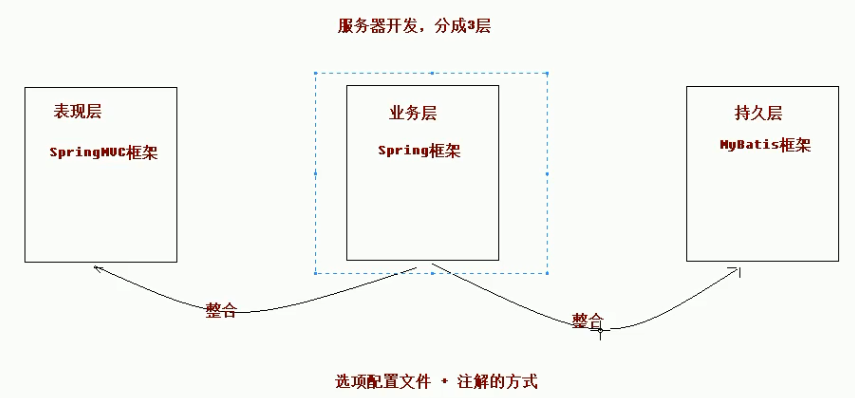 服务器开发，分成3层
表现层
SpringMVC框架
业务层
Spring框架
持久层
MyBatis框架
整合
整合
选项配置文件 + 注解的方式